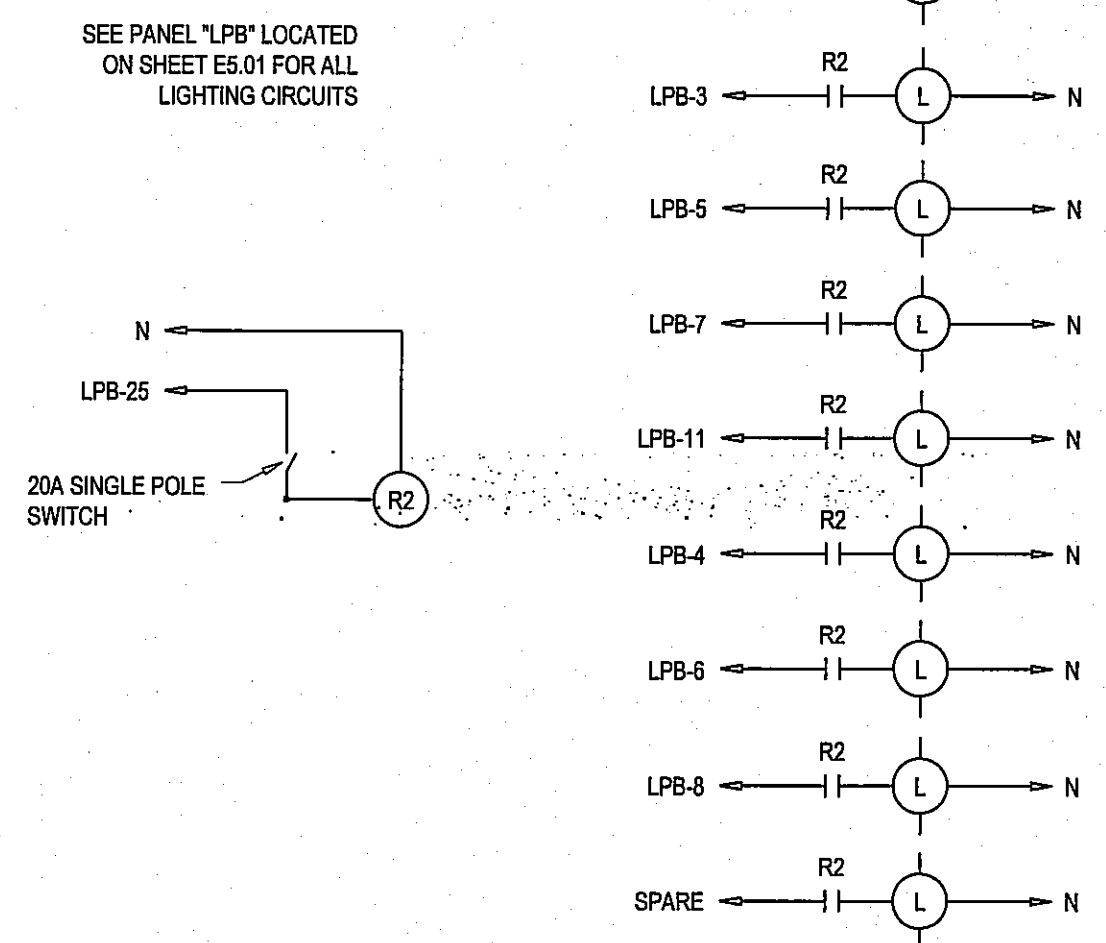 SEE PANEL "LPB" LOCATED
ON SHEET E5.01 FOR ALL
LIGHTING CIRCUITS
N
LPB-25
20A SINGLE POLE
SWITCH
R2
R2
LPB-3
L
N
R2
LPB-5
L
N
R2
LPB-7
L
N
R2
LPB-11
L
N
R2
LPB-4
L
N
R2
LPB-6
L
N
R2
LPB-8
L
N
R2
SPARE
L
N